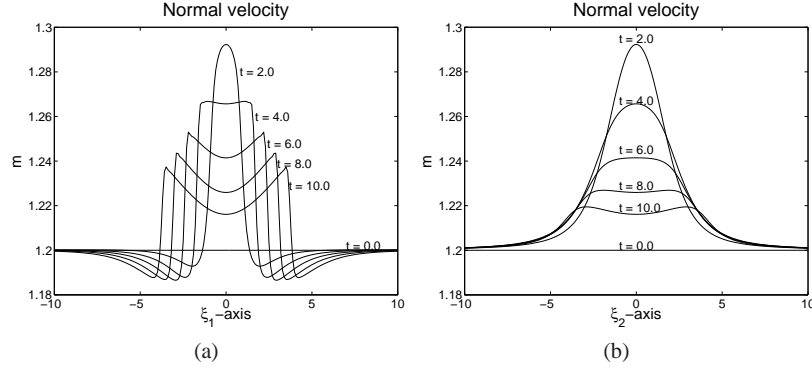 Normal velocity
1.3
1.28
1.26
1.24
1.22
1.2
1.18
m
t = 2.0
t = 4.0
t = 6.0
t = 8.0
t = 10.0
t = 0.0
−10
−5
0
5
10
ξ1−axis
(a)
Normal velocity
1.3
1.28
1.26
1.24
1.22
1.2
1.18
m
t = 2.0
t = 4.0
t = 6.0
t = 8.0
t = 10.0
t = 0.0
−10
−5
0
5
10
ξ2−axis
(b)